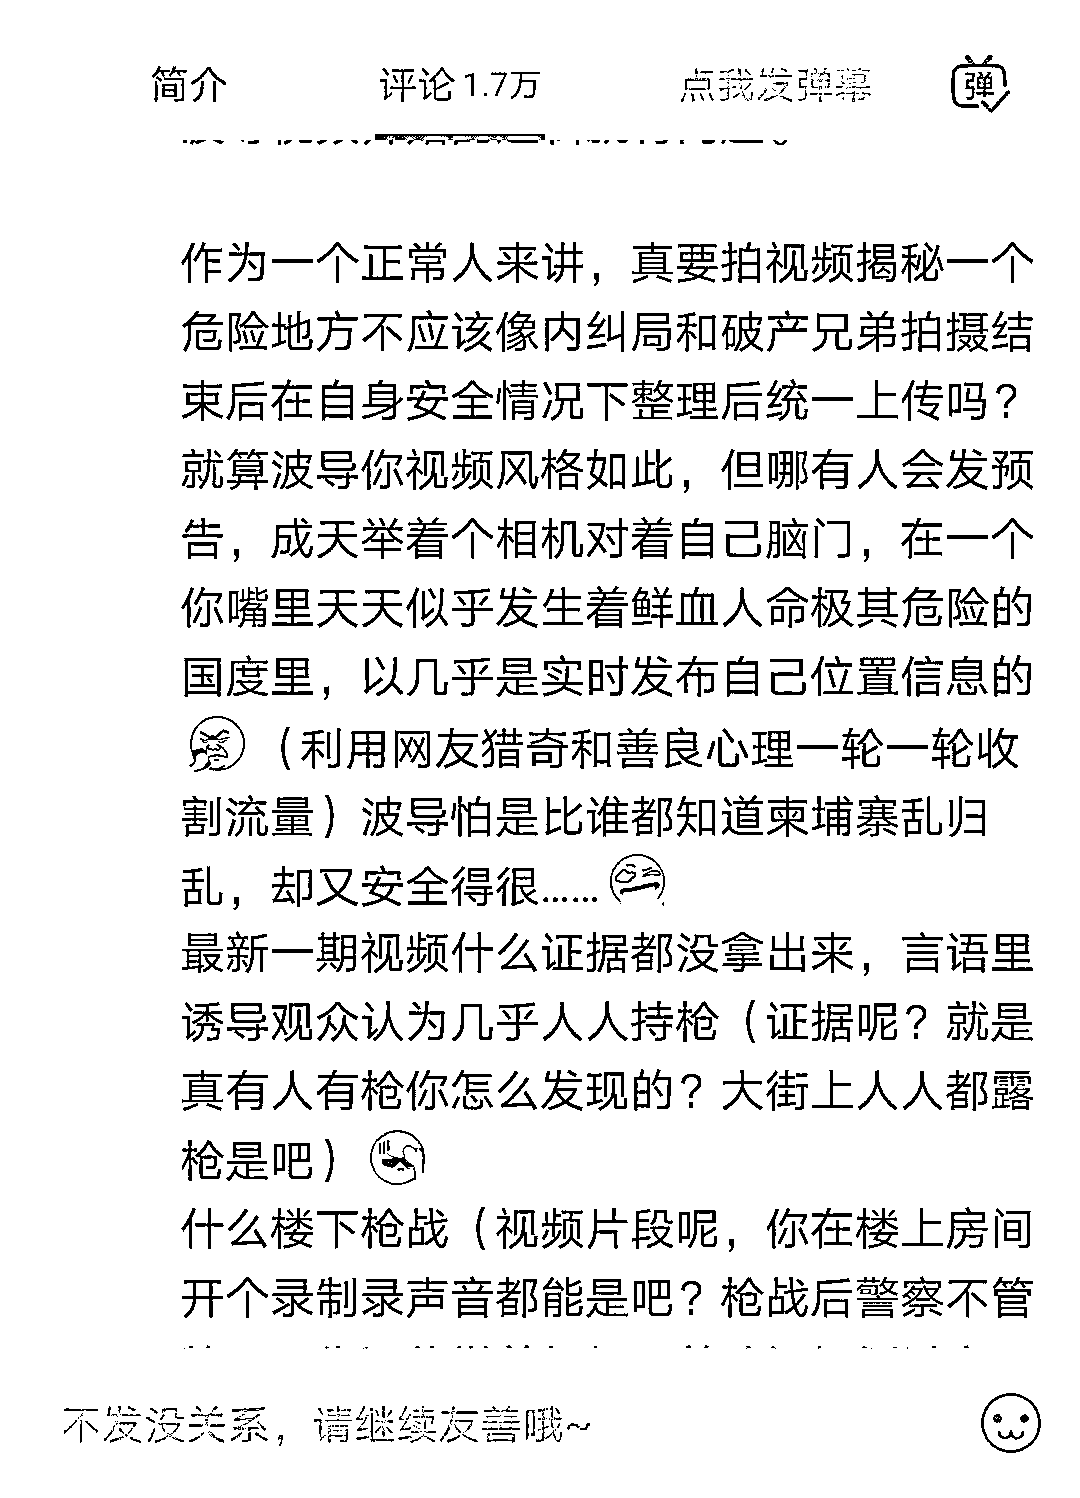 简介 评论 1.7万 点我发弹幕 弹
作为一个正常人来讲，真要拍视频揭秘一个
危险地方不应该像内纠局和破产兄弟拍摄结
束后在自身安全情况下整理后统一上传吗？
就算波导你视频风格如此，但哪有人会发预
告，成天举着个相机对着自己脑门，在一个
你嘴里天天似乎发生着鲜血人命极其危险的
国度里，以几乎是实时发布自己位置信息的
（利用网友猎奇和善良心理一轮一轮收
割流量）波导怕是比谁都知道柬埔寨乱归
乱，却又安全得很……
最新一期视频什么证据都没拿出来，言语里
诱导观众认为几乎人人持枪（证据呢？就是
真有人有枪你怎么发现的？大街上人人都露
枪是吧）
什么楼下枪战（视频片段呢，你在楼上房间
开个录制录声音都能是吧？枪战后警察不管
不发没关系，请继续友善哦~